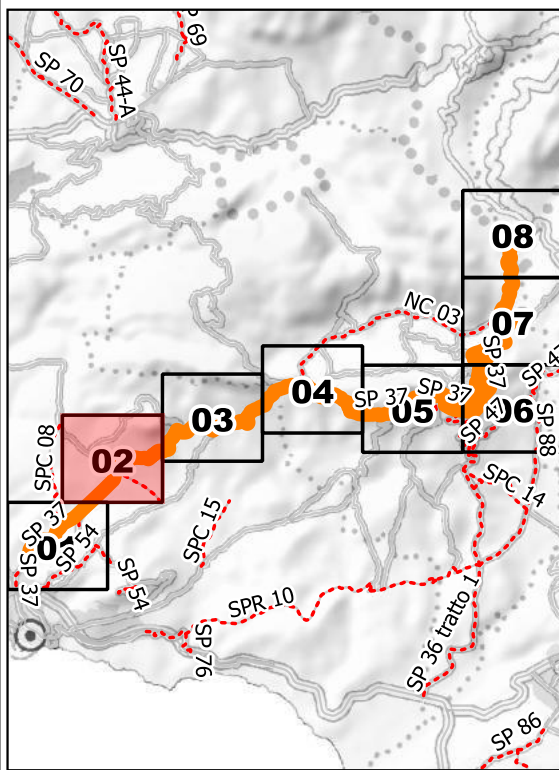 69
SP 44-A
SP 70
08
NC 03
07
SP 37
SP 47
04
SP 37
SP 37
05
06
SP 47
SP 88
03
SPC 08
02
SPC 14
SPC 15
SP 37
01
SP 54
SP 37
SP 54
SPR 10
SP 76
SP 36 tratto 1
SP 86